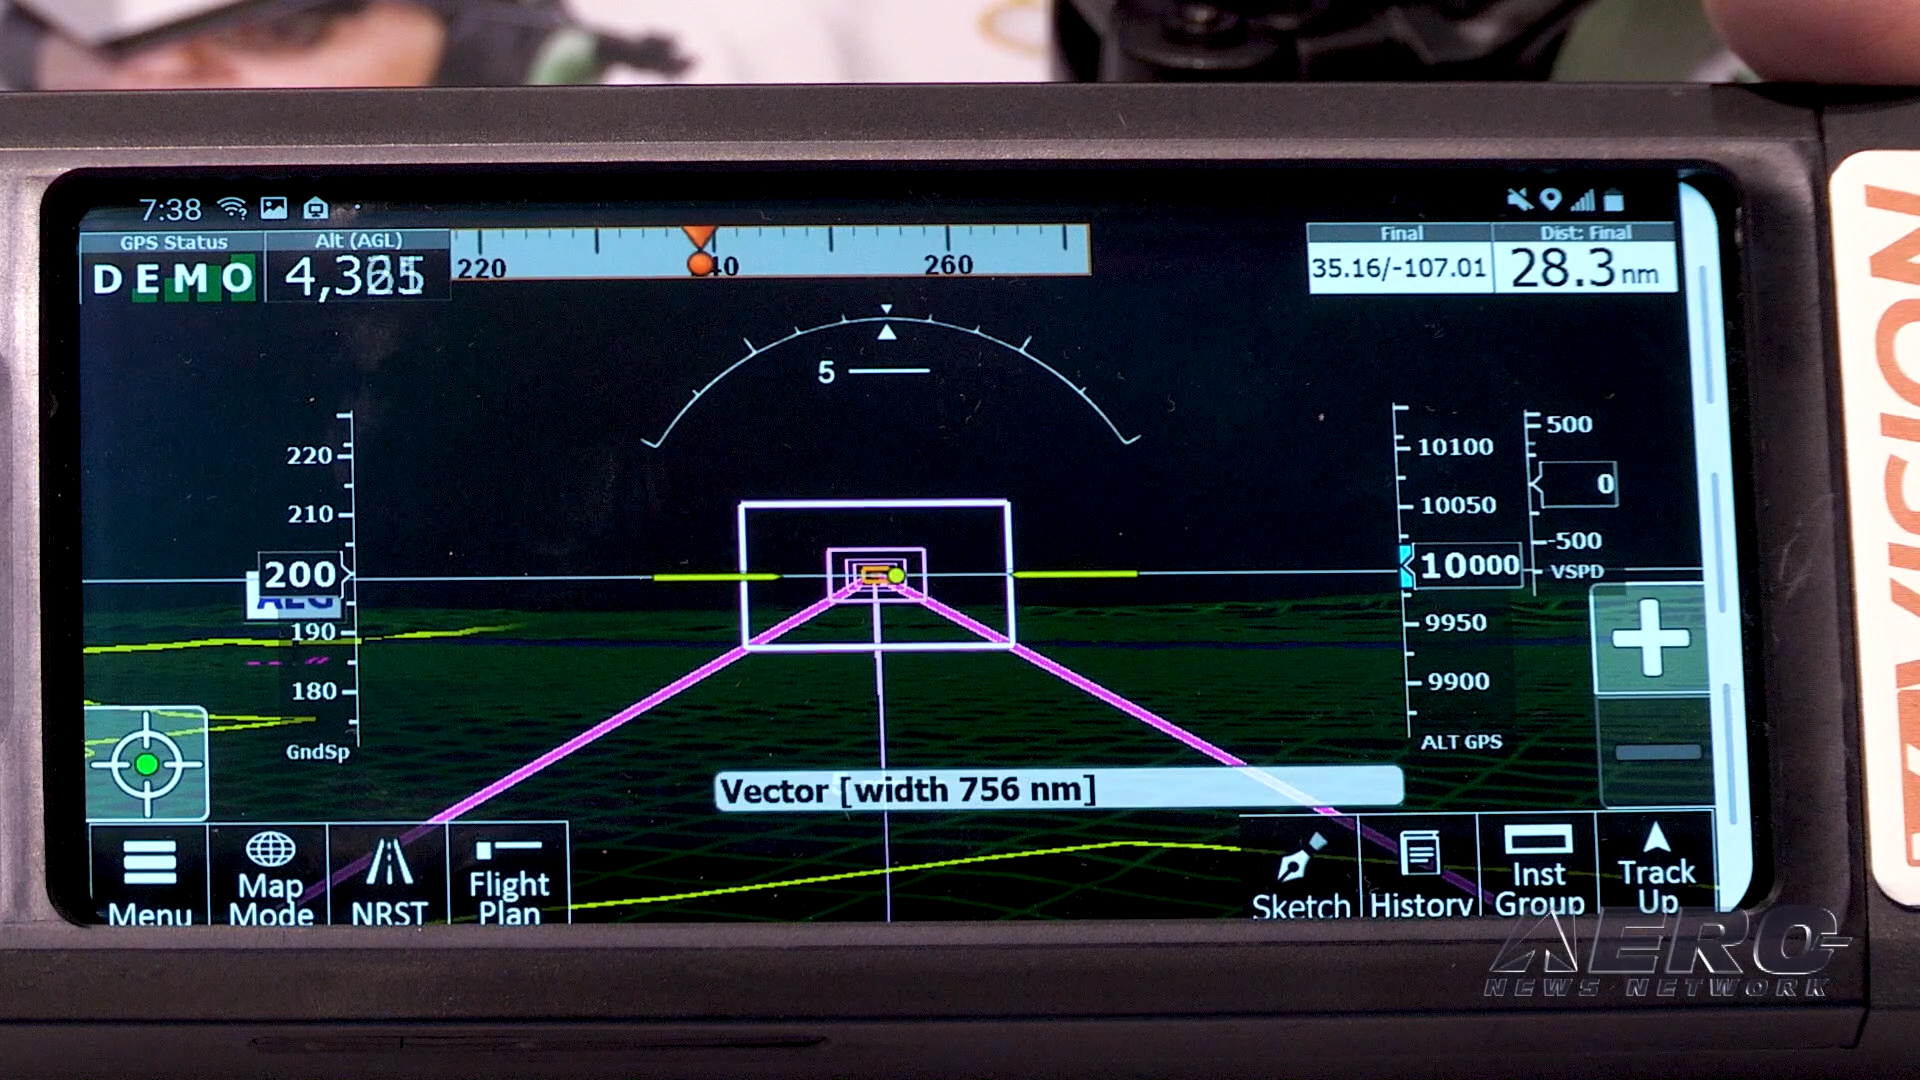 7:38
GPS Status
Alt (AGL)
DEMO
220
260
Final
Dist: Final
35.16/-107.01
28.3nm
5
220
210
200
190
180
GndSp
10100
10050
10000
9950
9900
ALT GPS
500
0
-500
VSPD
Vector [width 756 nm]
Menu
Map
Mode
NRST
Flight
Plan
Sketch
History
Inst
Group
Track
Up
VISION
AERO
NEWS NETWORK